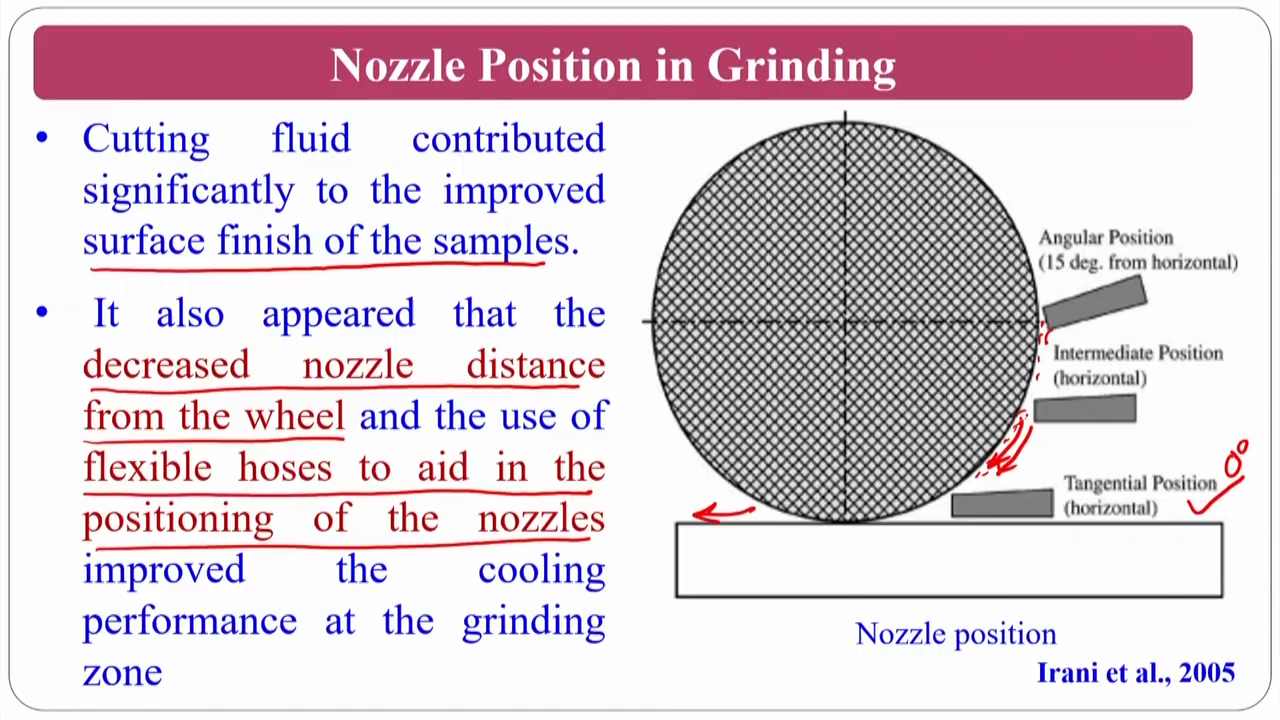 Nozzle Position in Grinding
• Cutting fluid contributed
significantly to the improved
surface finish of the samples.
• It also appeared that the
decreased nozzle distance
from the wheel and the use of
flexible hoses to aid in the
positioning of the nozzles
improved the cooling
performance at the grinding
zone
Angular Position
(15 deg. from horizontal)
Intermediate Position
(horizontal)
0°
Tangential Position
(horizontal)
Nozzle position
Irani et al., 2005